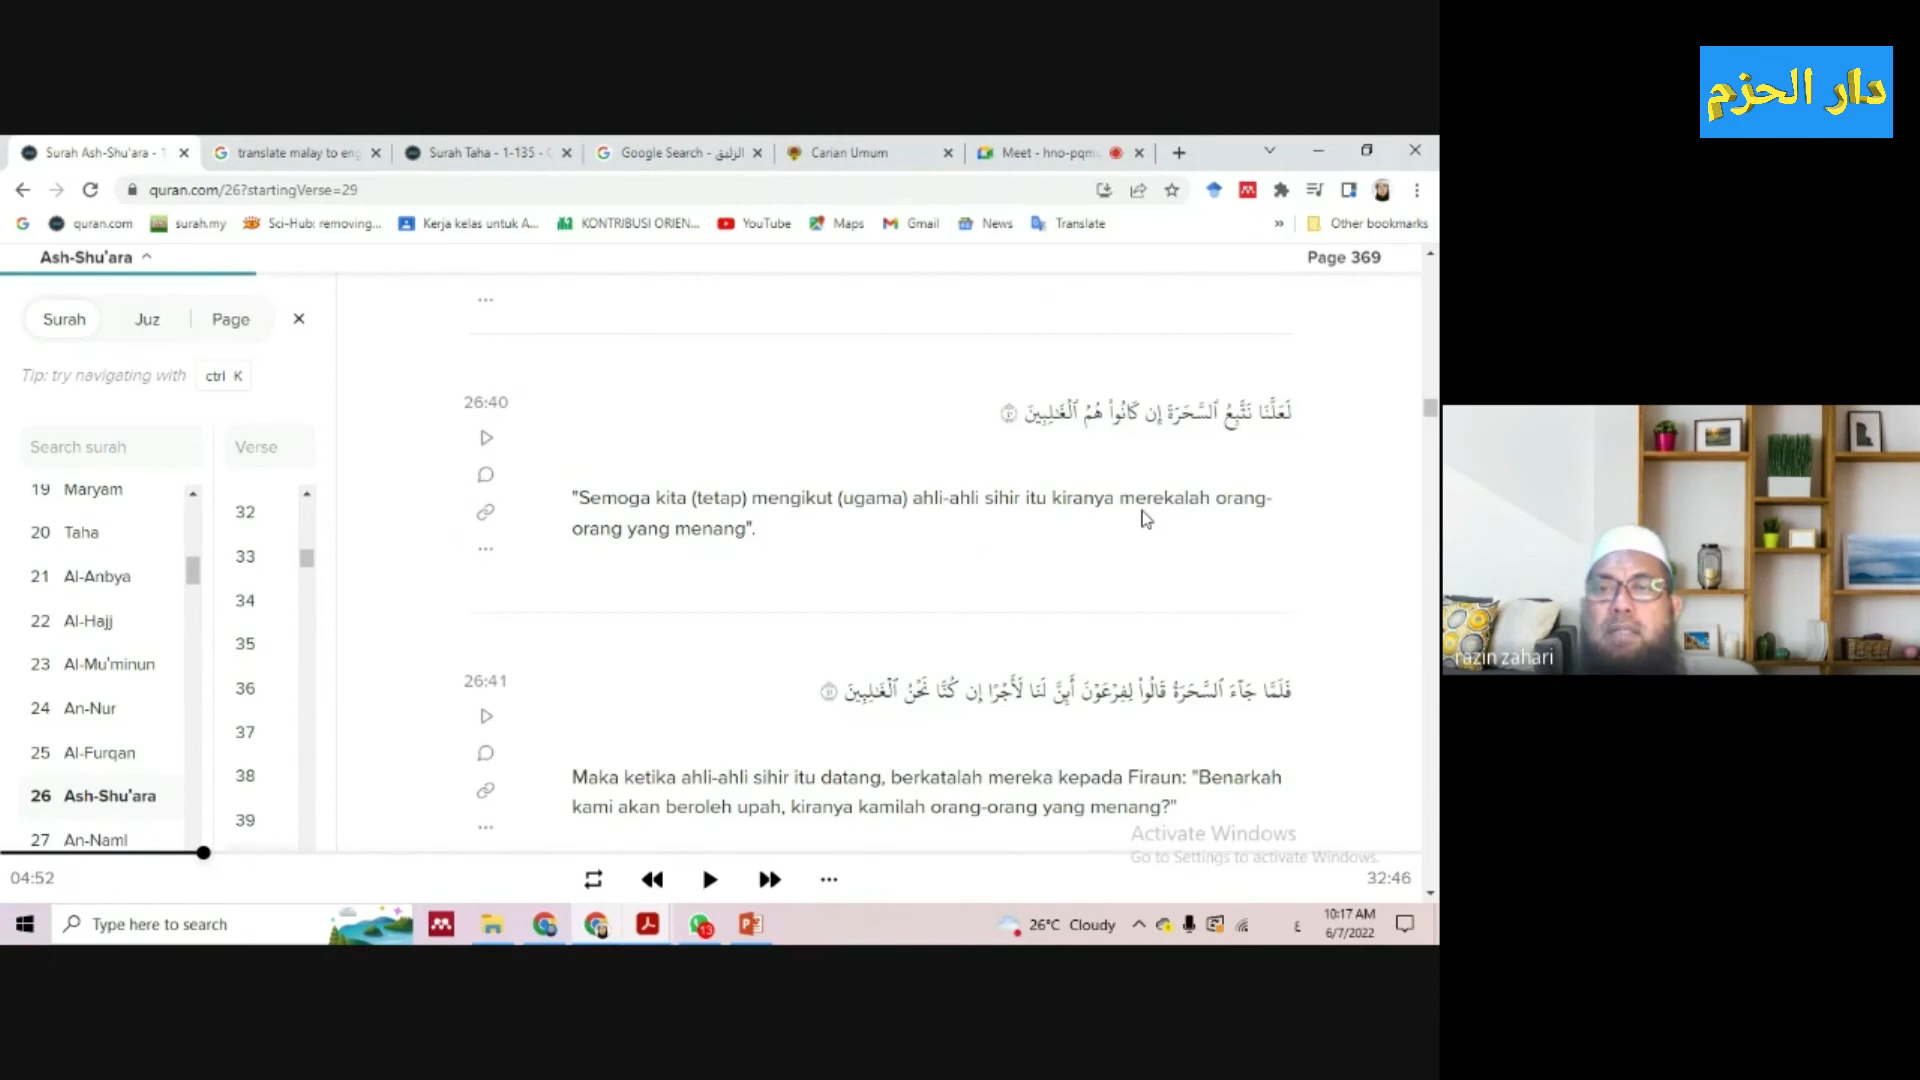 دار الحزم
Surah Ash-Shu'ara - 1
translate malay to eng
Surah Taha - 1-135 - 
الزلبق - Google Search
Carian Umum
Meet - hno-pqm
quran.com/26?startingVerse=29
quran.com
surah.my
Sci-Hub: removing...
Kerja kelas untuk A...
KONTRIBUSI ORIEN...
YouTube
Maps
Gmail
News
Translate
»
Other bookmarks
Ash-Shu'ara
Page 369
Surah
Juz
Page
Tip: try navigating with ctrl K
Search surah
Verse
19 Maryam
20 Taha
21 Al-Anbya
22 Al-Hajj
23 Al-Mu'minun
24 An-Nur
25 Al-Furqan
26 Ash-Shu'ara
27 An-Naml
32
33
34
35
36
37
38
39
26:40
لَعَلَّنَا نَتَّبِعُ ٱلسَّحَرَةَ إِن كَانُوا۟ هُمُ ٱلْغَـٰلِبِينَ ٤٠
"Semoga kita (tetap) mengikut (ugama) ahli-ahli sihir itu kiranya merekalah orang-
orang yang menang".
26:41
فَلَمَّا جَآءَ ٱلسَّحَرَةُ قَالُوا۟ لِفِرْعَوْنَ أَئِنَّ لَنَا لَأَجْرًا إِن كُنَّا نَحْنُ ٱلْغَـٰلِبِينَ ٤١
Maka ketika ahli-ahli sihir itu datang, berkatalah mereka kepada Firaun: "Benarkah
kami akan beroleh upah, kiranya kamilah orang-orang yang menang?"
Activate Windows
Go to Settings to activate Windows.
04:52
32:46
Type here to search
13
26°C Cloudy
ع
10:17 AM
6/7/2022
razin zahari